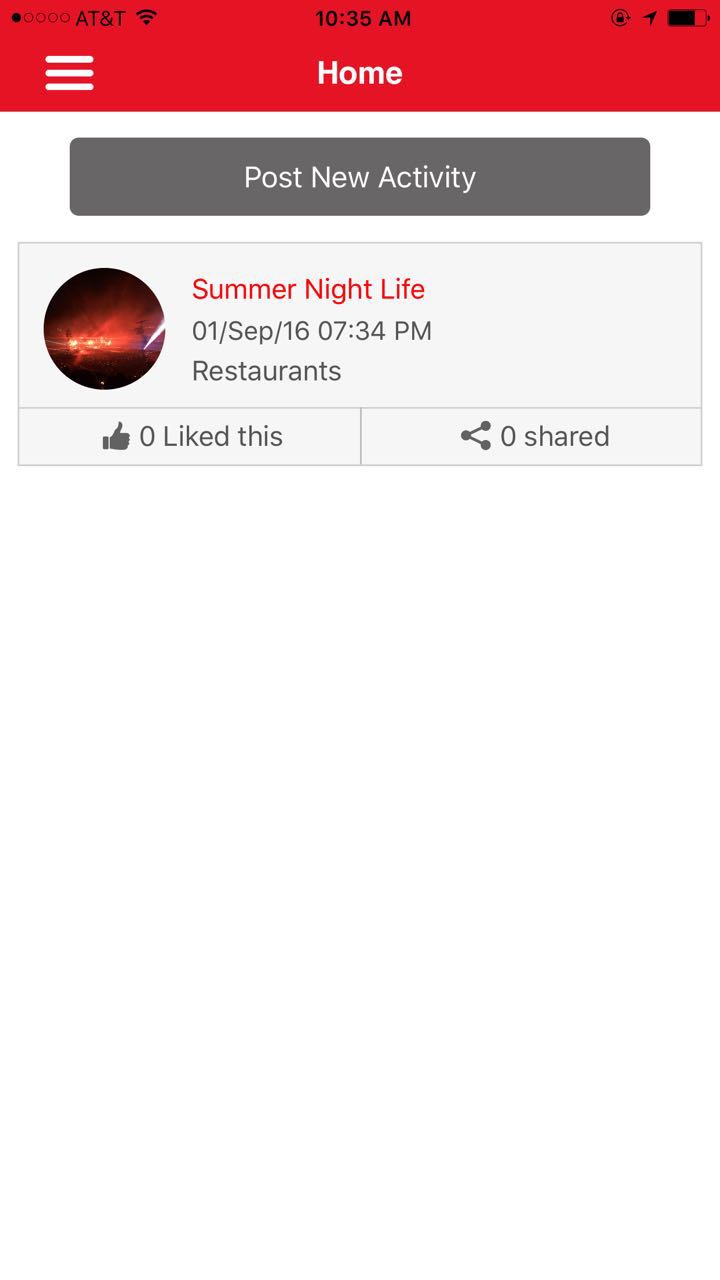 AT&T 10:35 AM
Home
Post New Activity
Summer Night Life
01/Sep/16 07:34 PM
Restaurants
0 Liked this 0 shared